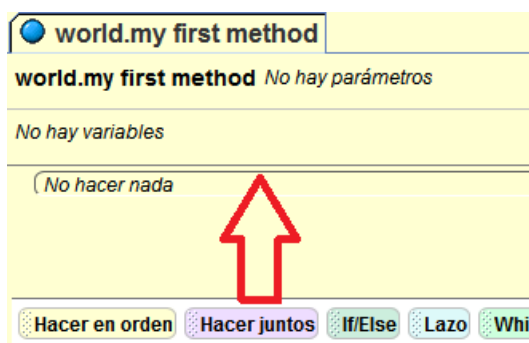 world.my first method
world.my first method No hay parámetros
No hay variables
No hacer nada
Hacer en orden Hacer juntos If/Else Lazo Whi